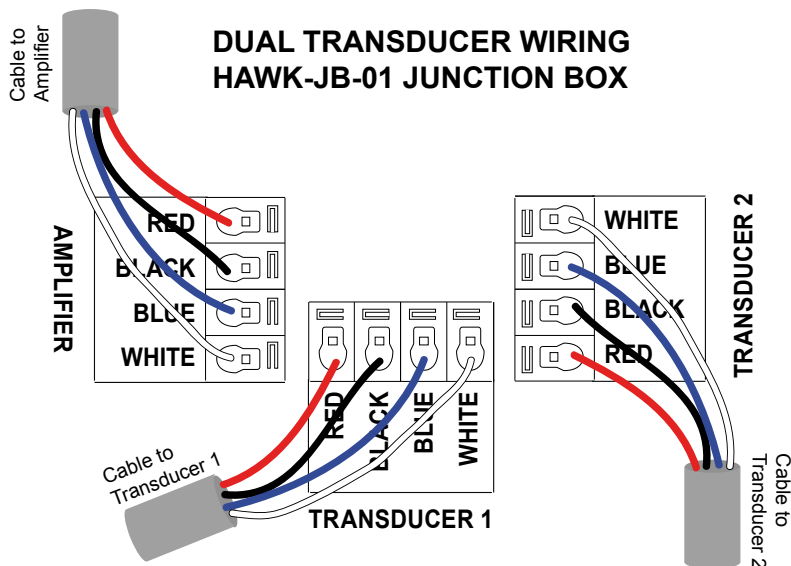 DUAL TRANSDUCER WIRING
HAWK-JB-01 JUNCTION BOX
Cable to
Amplifier
AMPLIFIER
RED
BLACK
BLUE
WHITE
RED
BLACK
BLUE
WHITE
TRANSDUCER 1
Cable to
Transducer 1
WHITE
BLUE
BLACK
RED
TRANSDUCER 2
Cable to
Transducer 2